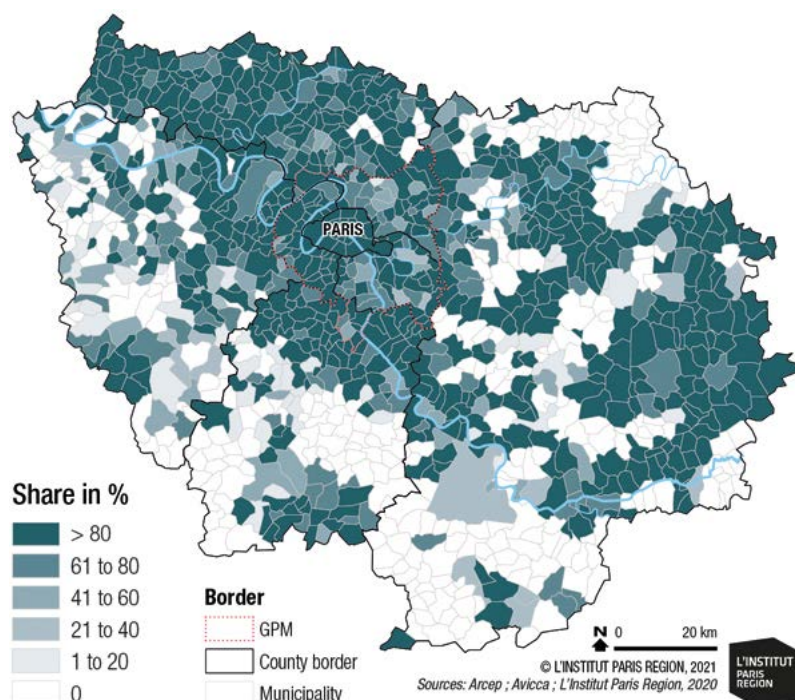 PARIS
Share in %
> 80
61 to 80
41 to 60
21 to 40
1 to 20
0
Border
GPM
County border
Municipality
N 0 20 km
© L'INSTITUT PARIS REGION, 2021
Sources: Arcep ; Avicca ; L'Institut Paris Region, 2020
L'INSTITUT
PARIS
REGION